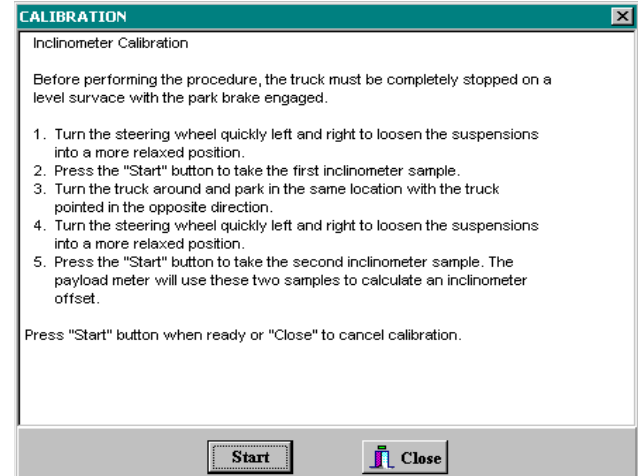 CALIBRATION
Inclinometer Calibration
Before performing the procedure, the truck must be completely stopped on a
level survace with the park brake engaged.
1. Turn the steering wheel quickly left and right to loosen the suspensions
into a more relaxed position.
2. Press the "Start" button to take the first inclinometer sample.
3. Turn the truck around and park in the same location with the truck
pointed in the opposite direction.
4. Turn the steering wheel quickly left and right to loosen the suspensions
into a more relaxed position.
5. Press the "Start" button to take the second inclinometer sample. The
payload meter will use these two samples to calculate an inclinometer
offset.
Press "Start" button when ready or "Close" to cancel calibration.
Start
Close